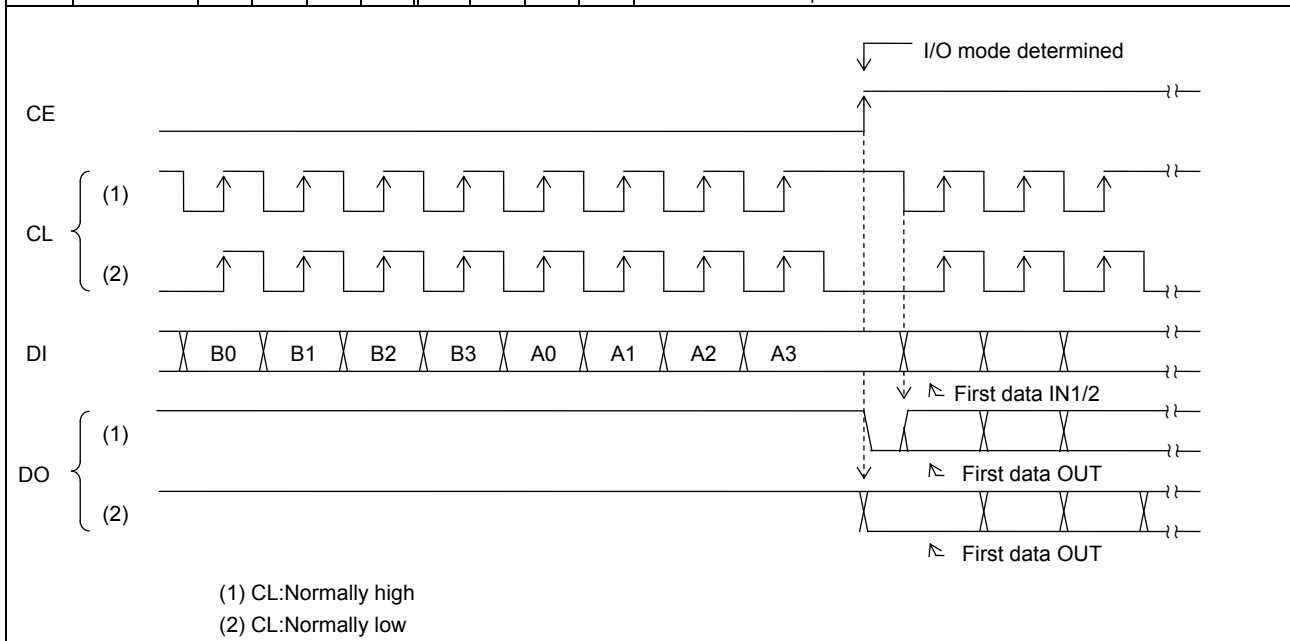 I/O mode determined
CE
CL
(1)
(2)
DI
B0 B1 B2 B3 A0 A1 A2 A3
First data IN1/2
DO
(1)
First data OUT
(2)
First data OUT
(1) CL:Normally high
(2) CL:Normally low